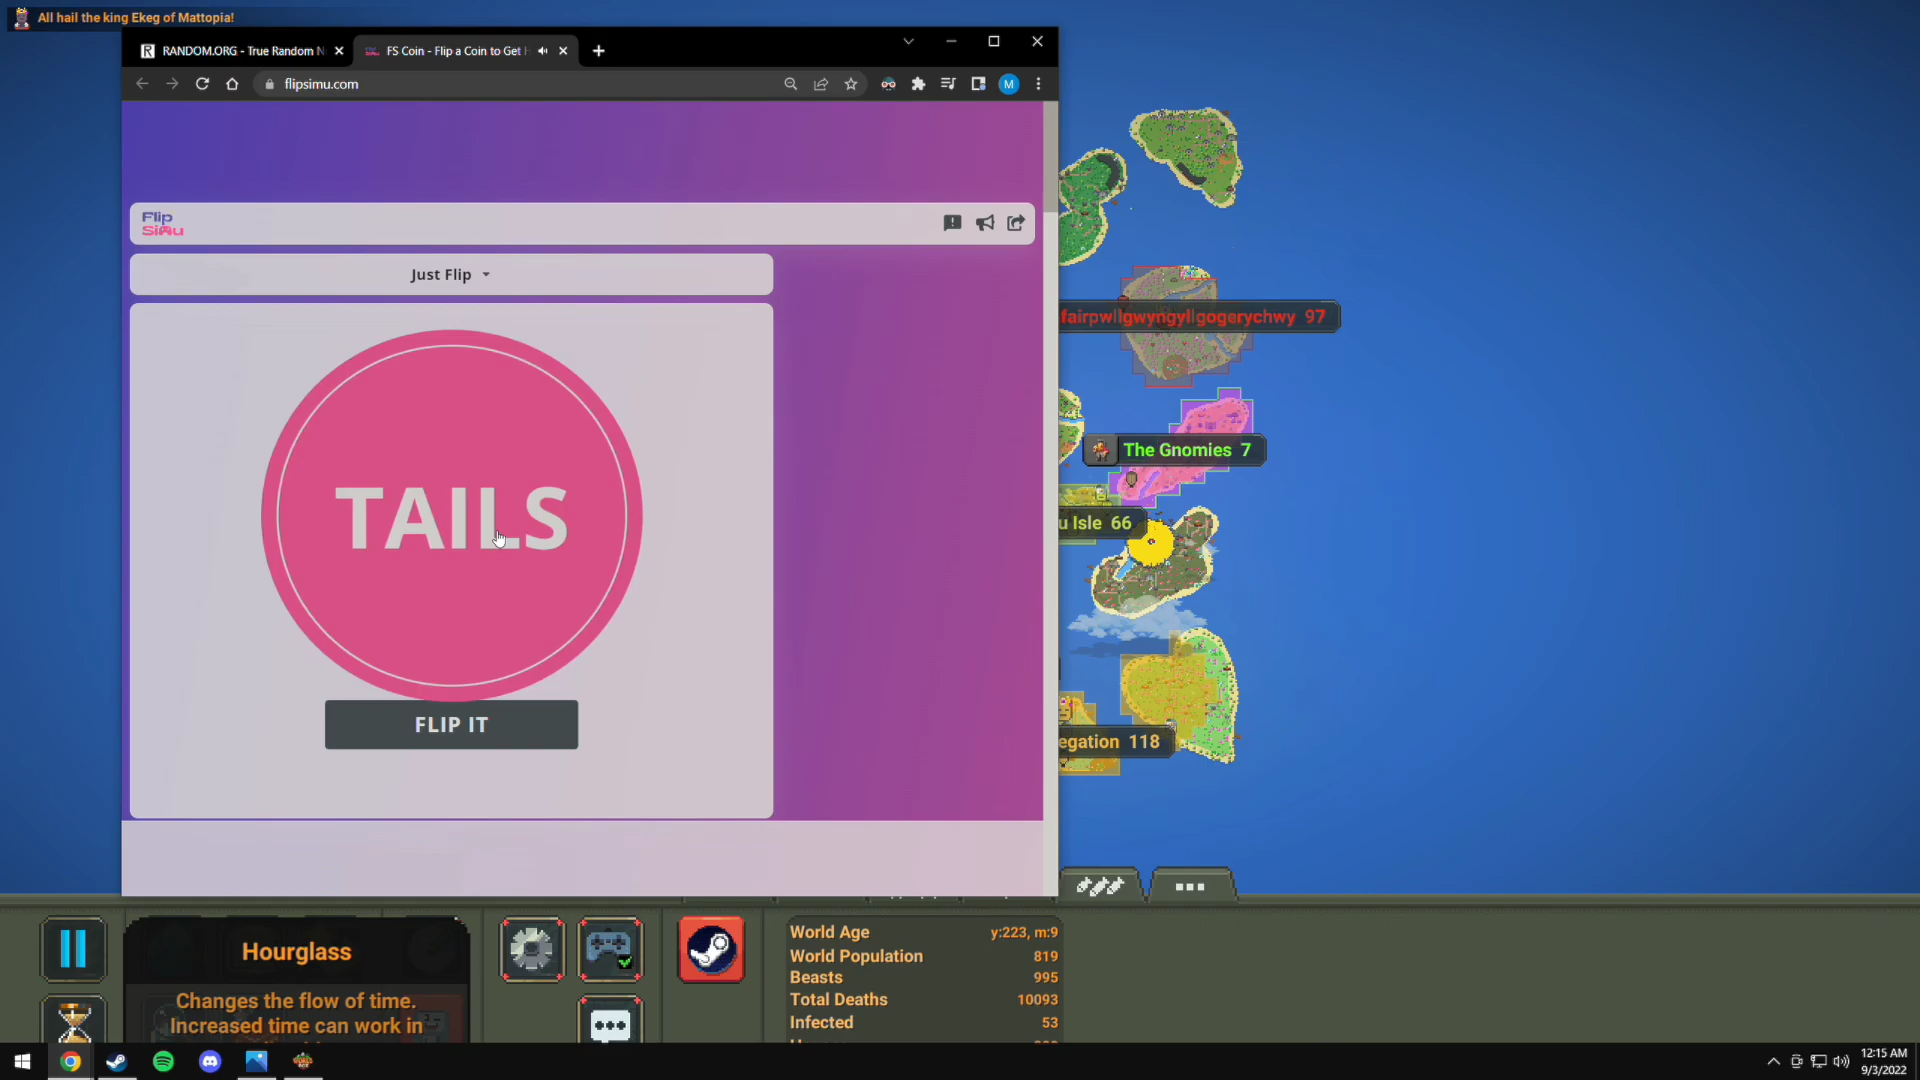 All hail the king Ekeg of Mattopia!
RANDOM.ORG - True Random N
FS Coin - Flip a Coin to Get H
flipsimu.com
M
Flip
SiMu
Just Flip
TAILS
FLIP IT
fairpwllgwyngyllgogerychwy 97
The Gnomies 7
u Isle 66
egation 118
Hourglass
Changes the flow of time.
Increased time can work in
World Age y:223, m:9
World Population 819
Beasts 995
Total Deaths 10093
Infected 53
12:15 AM
9/3/2022